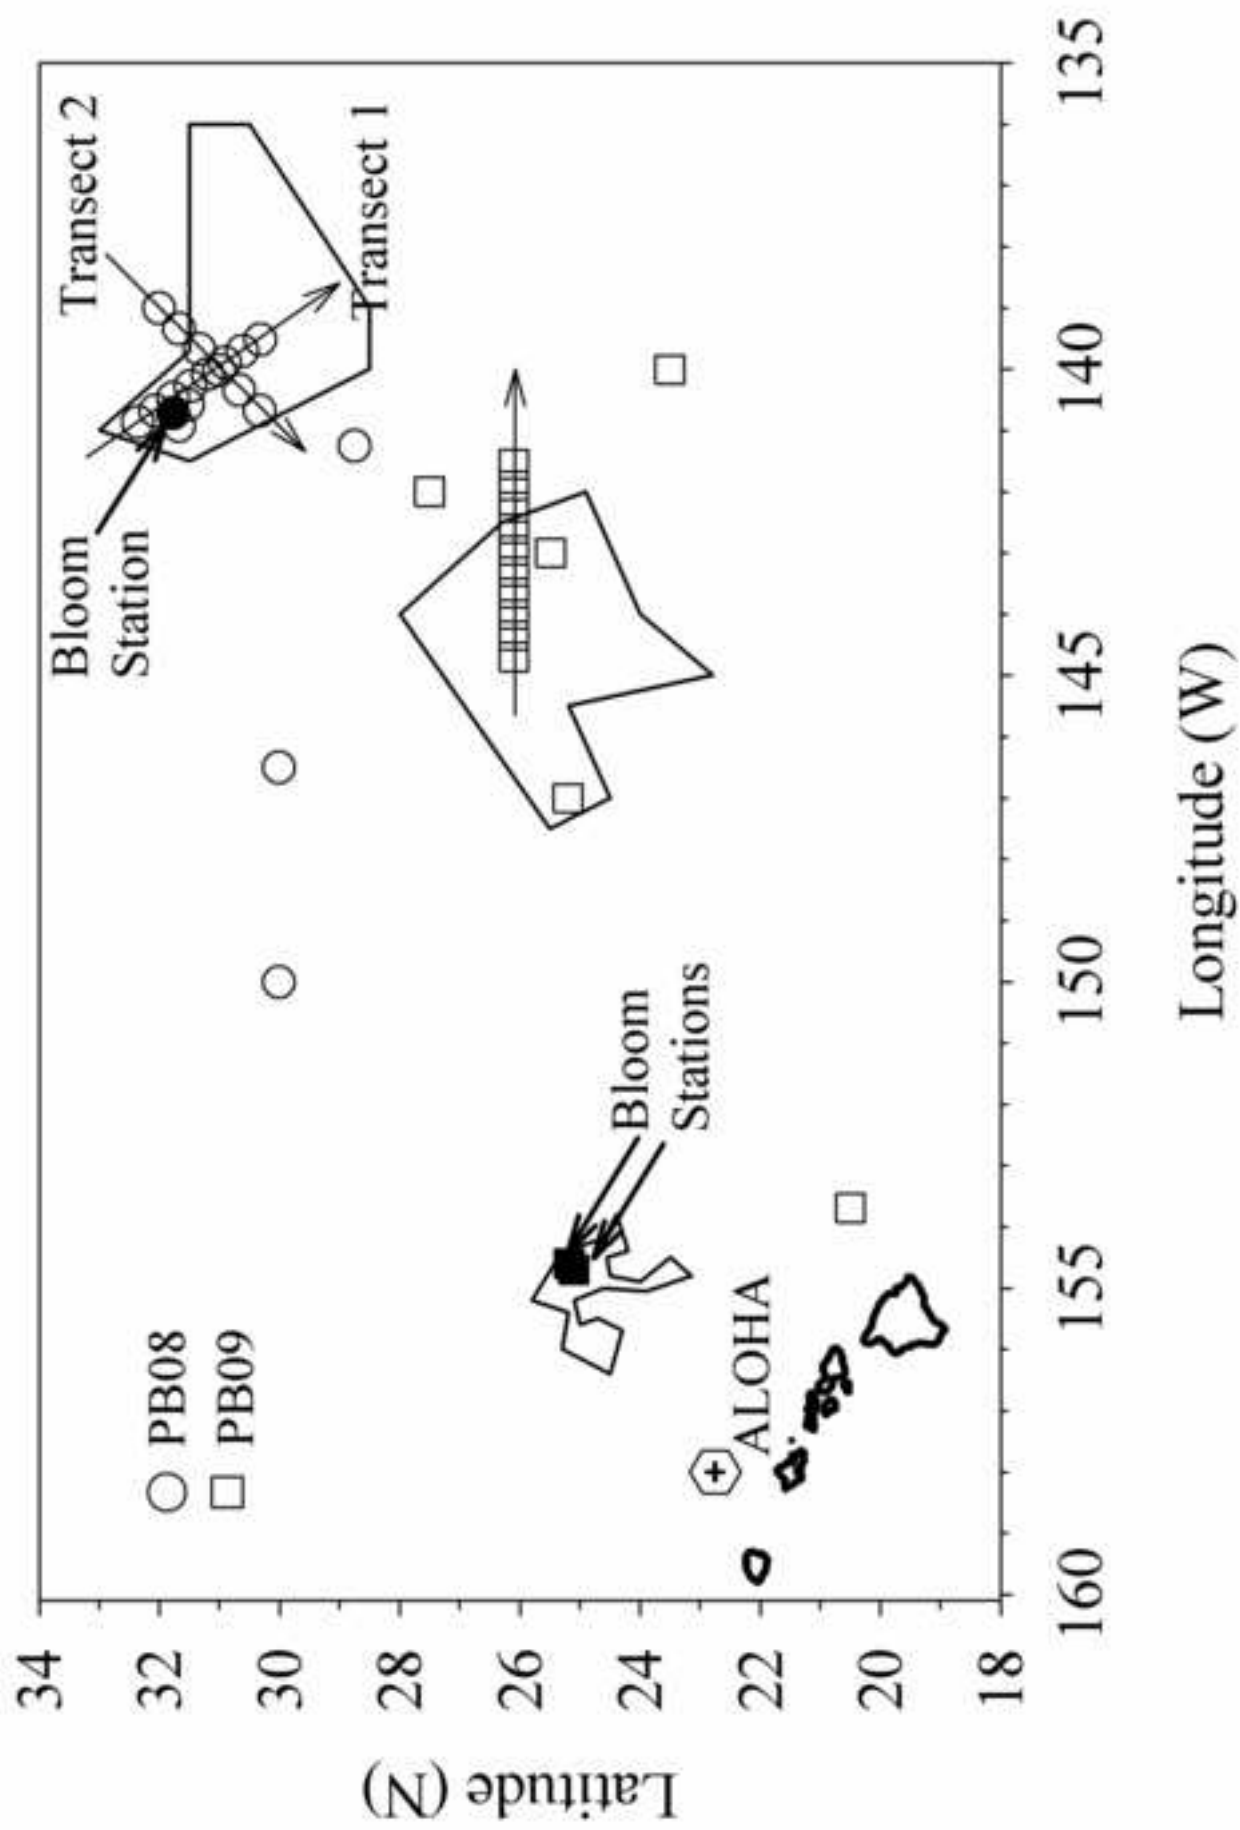 Transect 2
Transect 1
Bloom
Station
Bloom
Stations
PB08
PB09
ALOHA
34
32
30
28
26
24
22
20
18
Latitude (N)
160
155
150
145
140
135
Longitude (W)